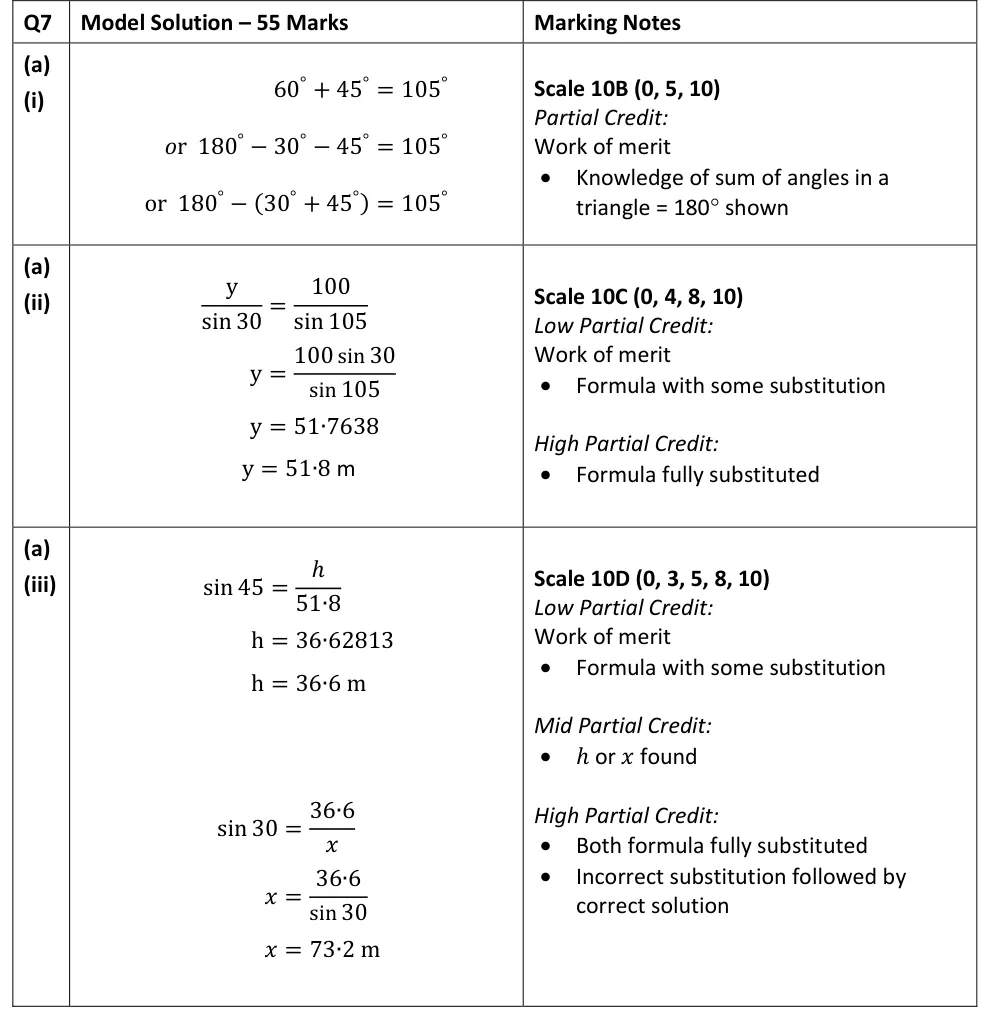 Q7 Model Solution – 55 Marks Marking Notes
(a)
(i)
60° + 45° = 105°
or 180° − 30° − 45° = 105°
or 180° − (30° + 45°) = 105°
Scale 10B (0, 5, 10)
Partial Credit:
Work of merit
• Knowledge of sum of angles in a
triangle = 180° shown
(a)
(ii)
y / sin 30 = 100 / sin 105
y = 100 sin 30 / sin 105
y = 51·7638
y = 51·8 m
Scale 10C (0, 4, 8, 10)
Low Partial Credit:
Work of merit
• Formula with some substitution
High Partial Credit:
• Formula fully substituted
(a)
(iii)
sin 45 = h / 51·8
h = 36·62813
h = 36·6 m
sin 30 = 36·6 / x
x = 36·6 / sin 30
x = 73·2 m
Scale 10D (0, 3, 5, 8, 10)
Low Partial Credit:
Work of merit
• Formula with some substitution
Mid Partial Credit:
• h or x found
High Partial Credit:
• Both formula fully substituted
• Incorrect substitution followed by
correct solution